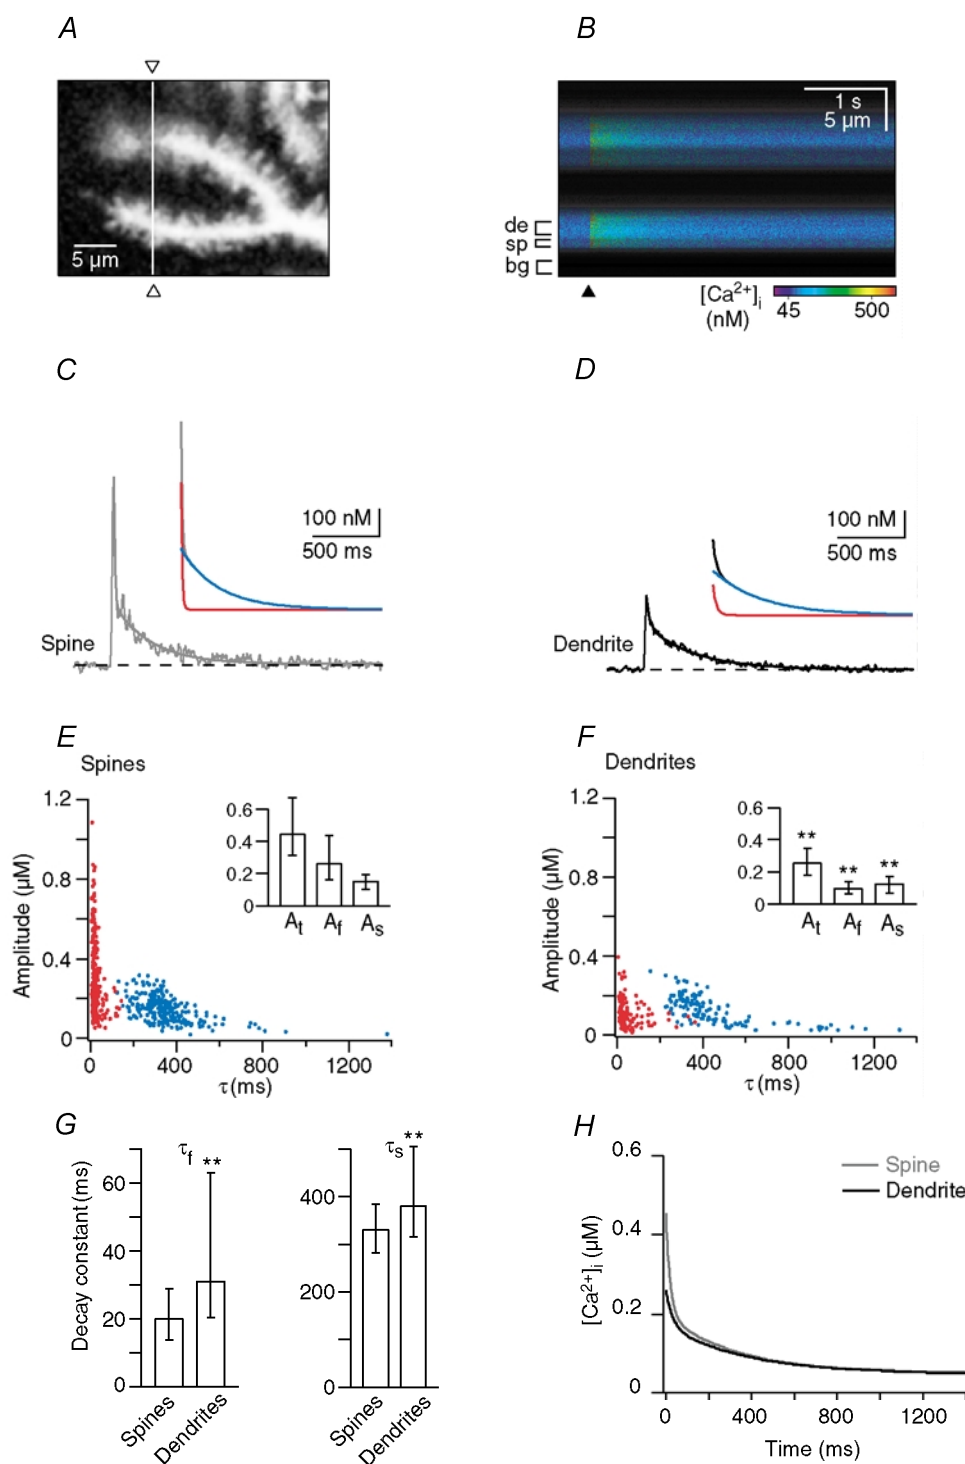 A
B
5 µm
1 s
5 µm
de
sp
bg
[Ca2+]i
(nM)
45
500
C
D
100 nM
500 ms
Spine
100 nM
500 ms
Dendrite
E
Spines
1.2
0.8
0.4
0
Amplitude (µM)
0
400
800
1200
τ(ms)
0.6
0.4
0.2
0
At
Af
As
F
Dendrites
1.2
0.8
0.4
0
Amplitude (µM)
0
400
800
1200
τ(ms)
0.6
0.4
0.2
0
**
**
**
At
Af
As
G
Decay constant (ms)
60
40
20
0
τf
**
Spines
Dendrites
400
200
0
τs
**
Spines
Dendrites
H
0.6
0.4
0.2
0
[Ca2+]i (µM)
Spine
Dendrite
0
400
800
1200
Time (ms)